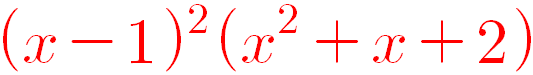 (x − 1)²(x² + x + 2)